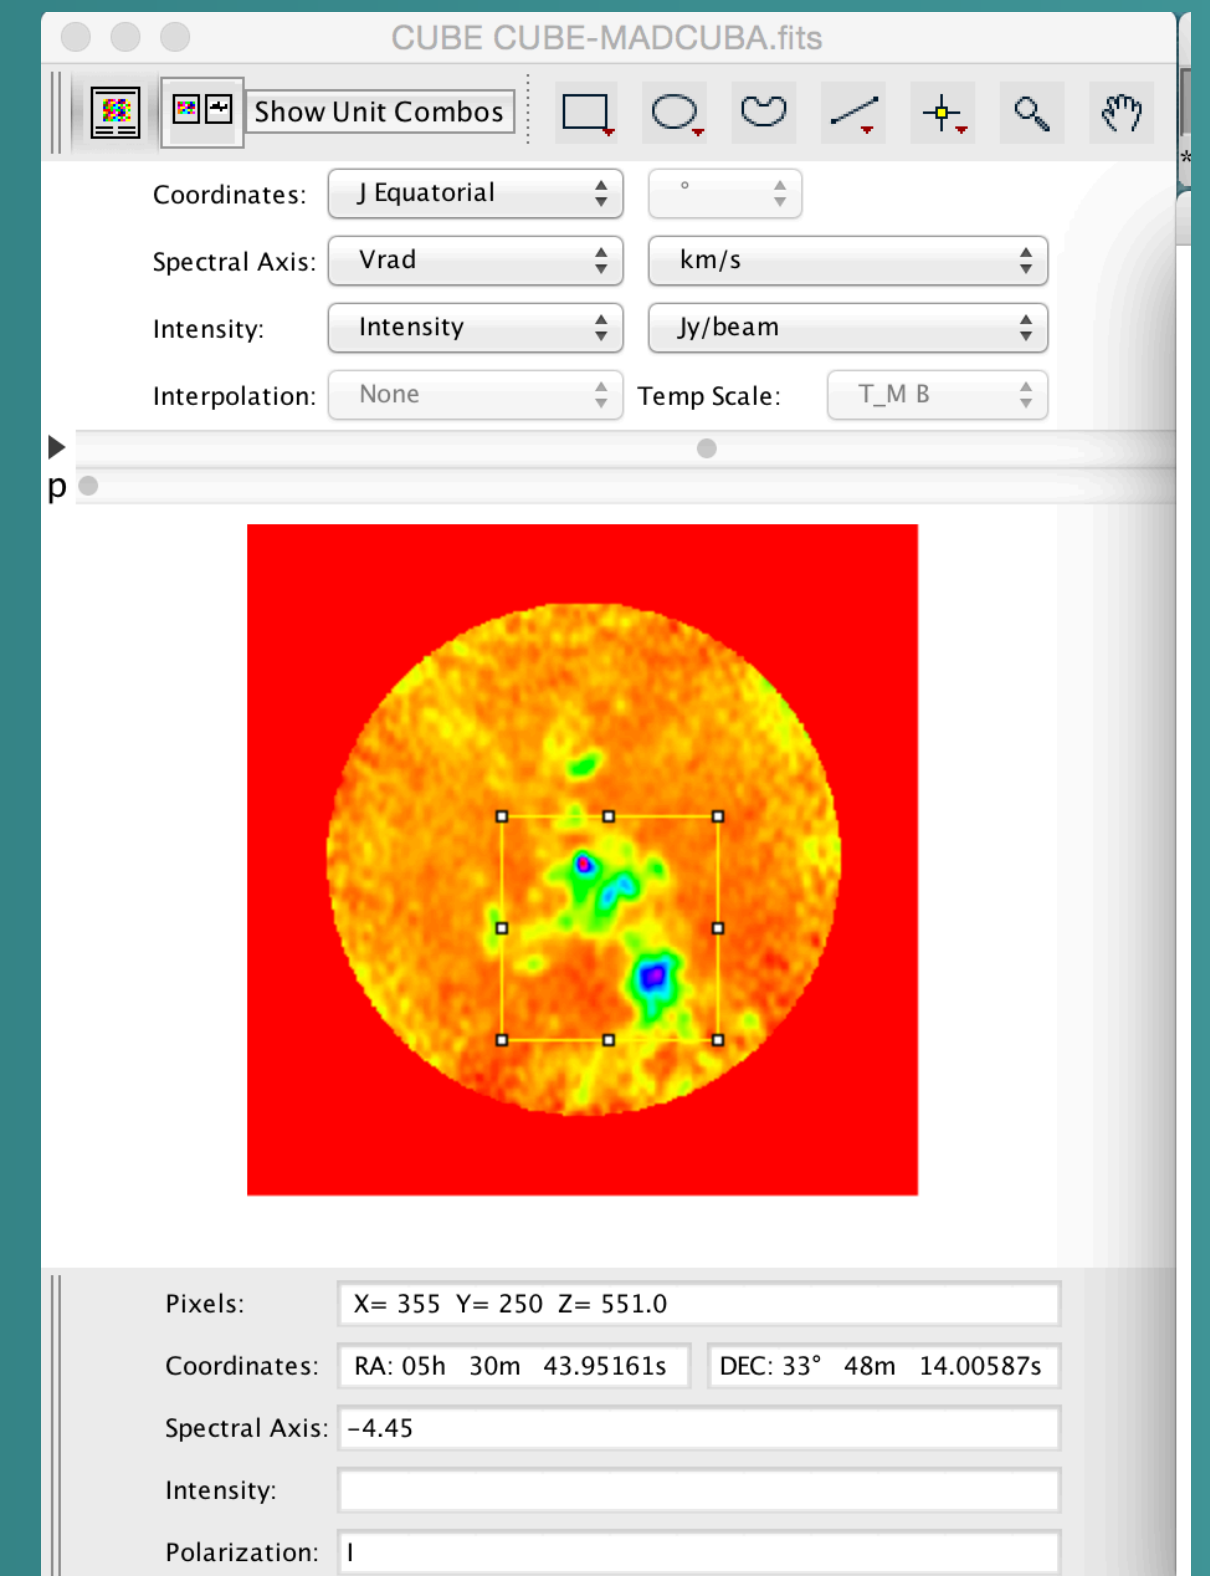 CUBE CUBE-MADCUBA.fits
Show Unit Combos
*
Coordinates: J Equatorial °
Spectral Axis: Vrad km/s
Intensity: Intensity Jy/beam
Interpolation: None Temp Scale: T_M B
p
Pixels: X= 355 Y= 250 Z= 551.0
Coordinates: RA: 05h 30m 43.95161s DEC: 33° 48m 14.00587s
Spectral Axis: -4.45
Intensity:
Polarization: I